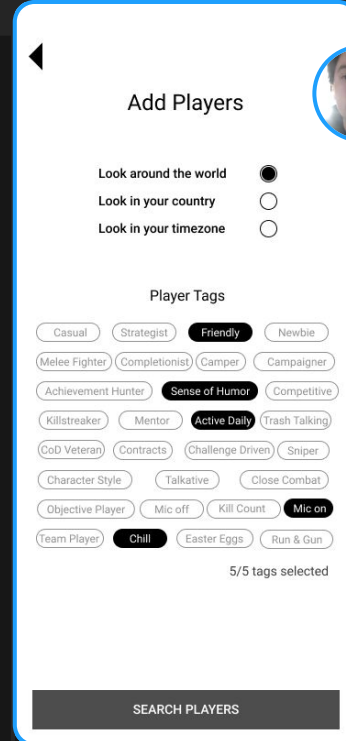 Add Players
Look around the world
Look in your country
Look in your timezone
Player Tags
Casual Strategist Friendly Newbie
Melee Fighter Completionist Camper Campaigner
Achievement Hunter Sense of Humor Competitive
Killstreaker Mentor Active Daily Trash Talking
CoD Veteran Contracts Challenge Driven Sniper
Character Style Talkative Close Combat
Objective Player Mic off Kill Count Mic on
Team Player Chill Easter Eggs Run & Gun
5/5 tags selected
SEARCH PLAYERS